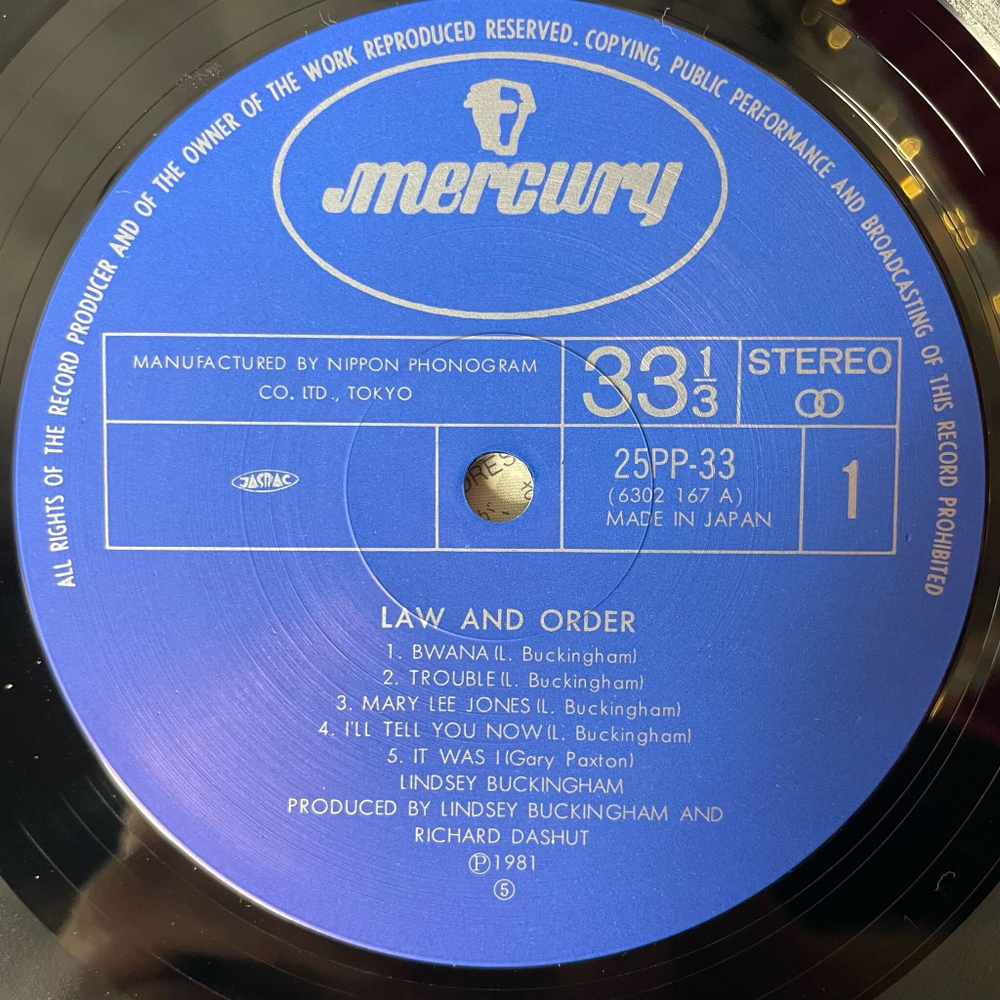 ALL RIGHTS OF THE RECORD PRODUCER AND OF THE OWNER OF THE WORK REPRODUCED RESERVED. COPYING, PUBLIC PERFORMANCE AND BROADCASTING OF THIS RECORD PROHIBITED
mercury
MANUFACTURED BY NIPPON PHONOGRAM
CO. LTD., TOKYO
33 1/3
STEREO
JASRAC
25PP-33
(6302 167 A)
MADE IN JAPAN
1
LAW AND ORDER
1. BWANA (L. Buckingham)
2. TROUBLE (L. Buckingham)
3. MARY LEE JONES (L. Buckingham)
4. I'LL TELL YOU NOW (L. Buckingham)
5. IT WAS I (Gary Paxton)
LINDSEY BUCKINGHAM
PRODUCED BY LINDSEY BUCKINGHAM AND
RICHARD DASHUT
Ⓟ1981
⑤